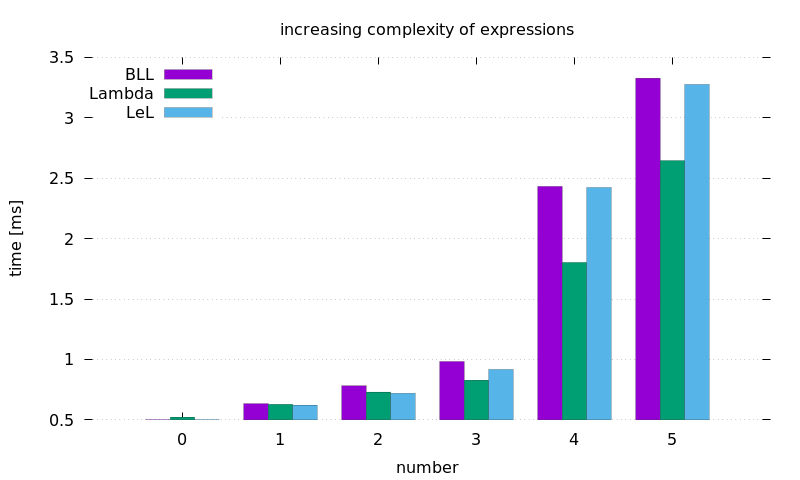 increasing complexity of expressions
3.5
BLL
Lambda
LeL
3
2.5
2
1.5
1
0.5
time [ms]
0 1 2 3 4 5
number